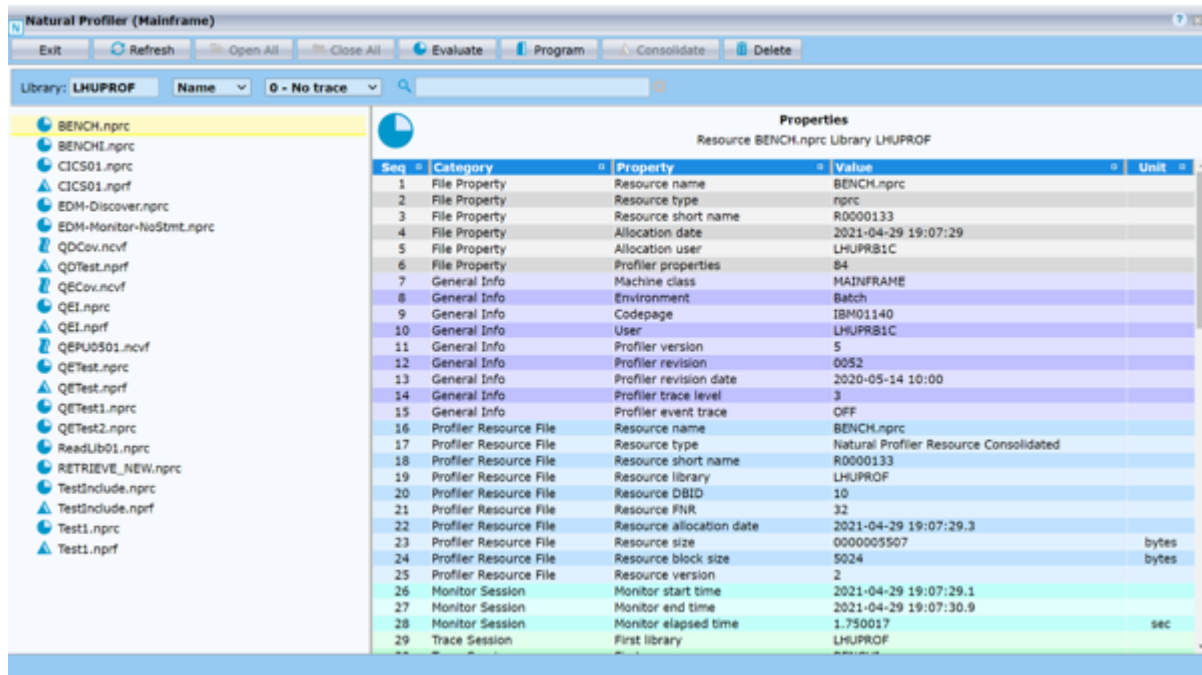 N Natural Profiler (Mainframe) ?
Exit Refresh Open All Close All Evaluate Program Consolidate Delete
Library: LHUPROF Name 0 - No trace
BENCH.nprc
BENCHI.nprc
CICS01.nprc
CICS01.nprf
EDM-Discover.nprc
EDM-Monitor-NoStmt.nprc
QDCov.ncvf
QDTest.nprf
QECov.ncvf
QEI.nprc
QEI.nprf
QEPU0501.ncvf
QETest.nprc
QETest.nprf
QETest1.nprc
QETest2.nprc
ReadLib01.nprc
RETRIEVE_NEW.nprc
TestInclude.nprc
TestInclude.nprf
Test1.nprc
Test1.nprf
Properties
Resource BENCH.nprc Library LHUPROF
Seq Category Property Value Unit
1 File Property Resource name BENCH.nprc
2 File Property Resource type nprc
3 File Property Resource short name R0000133
4 File Property Allocation date 2021-04-29 19:07:29
5 File Property Allocation user LHUPRB1C
6 File Property Profiler properties 84
7 General Info Machine class MAINFRAME
8 General Info Environment Batch
9 General Info Codepage IBM01140
10 General Info User LHUPRB1C
11 General Info Profiler version 5
12 General Info Profiler revision 0052
13 General Info Profiler revision date 2020-05-14 10:00
14 General Info Profiler trace level 3
15 General Info Profiler event trace OFF
16 Profiler Resource File Resource name BENCH.nprc
17 Profiler Resource File Resource type Natural Profiler Resource Consolidated
18 Profiler Resource File Resource short name R0000133
19 Profiler Resource File Resource library LHUPROF
20 Profiler Resource File Resource DBID 10
21 Profiler Resource File Resource FNR 32
22 Profiler Resource File Resource allocation date 2021-04-29 19:07:29.3
23 Profiler Resource File Resource size 0000005507 bytes
24 Profiler Resource File Resource block size 5024 bytes
25 Profiler Resource File Resource version 2
26 Monitor Session Monitor start time 2021-04-29 19:07:29.1
27 Monitor Session Monitor end time 2021-04-29 19:07:30.9
28 Monitor Session Monitor elapsed time 1.750017 sec
29 Trace Session First library LHUPROF